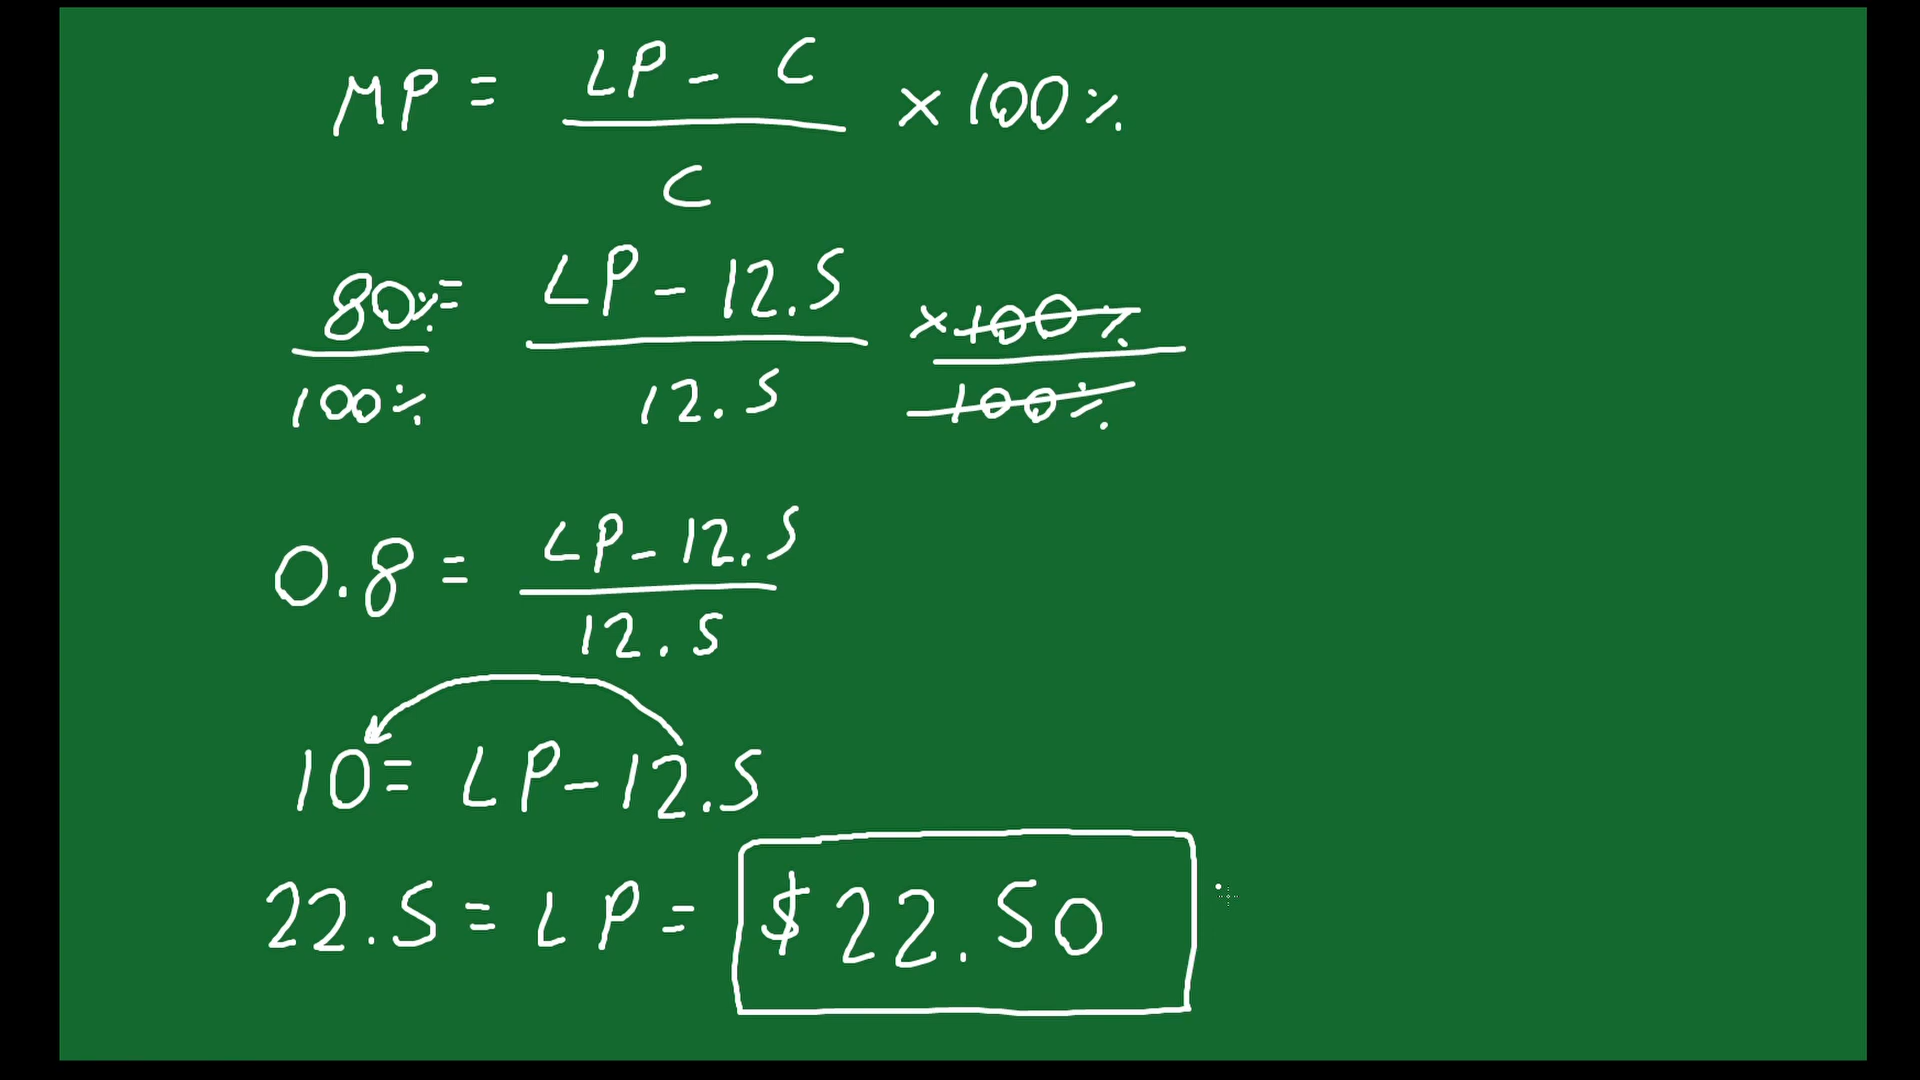 MP = LP - C x 100%
C
80% = LP - 12.5 x 100%
100% 12.5 100%
0.8 = LP - 12.5
12.5
10 = LP - 12.5
22.5 = LP = $22.50